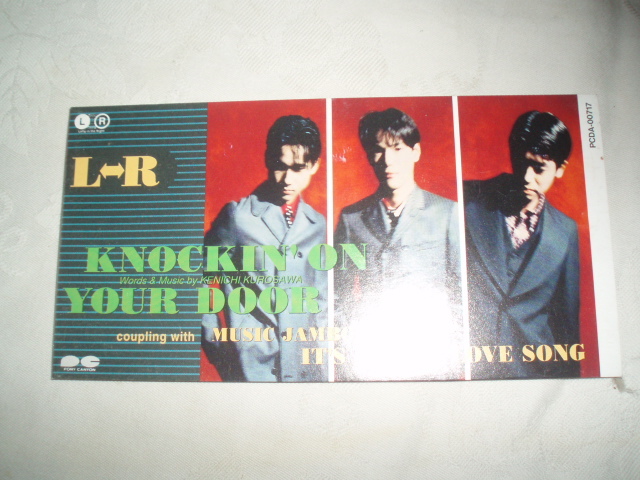 L R
PCDA-00717
L↔R
KNOCKIN' ON
Words & Music by KENICHI KUROSAWA
YOUR DOOR
coupling with MUSIC JAM
IT'S OVE SONG
PONY CANYON